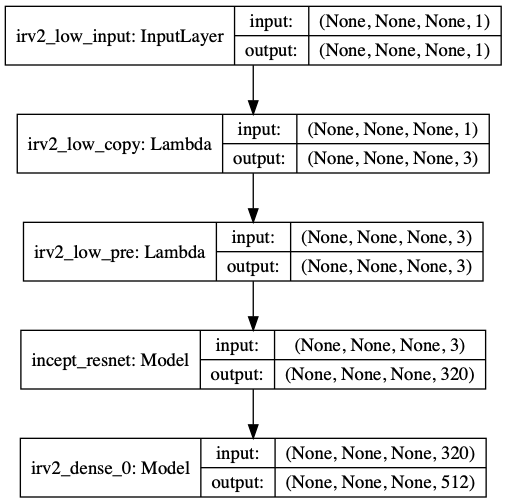 irv2_low_input: InputLayer
input:
(None, None, None, 1)
output:
(None, None, None, 1)
irv2_low_copy: Lambda
input:
(None, None, None, 1)
output:
(None, None, None, 3)
irv2_low_pre: Lambda
input:
(None, None, None, 3)
output:
(None, None, None, 3)
incept_resnet: Model
input:
(None, None, None, 3)
output:
(None, None, None, 320)
irv2_dense_0: Model
input:
(None, None, None, 320)
output:
(None, None, None, 512)